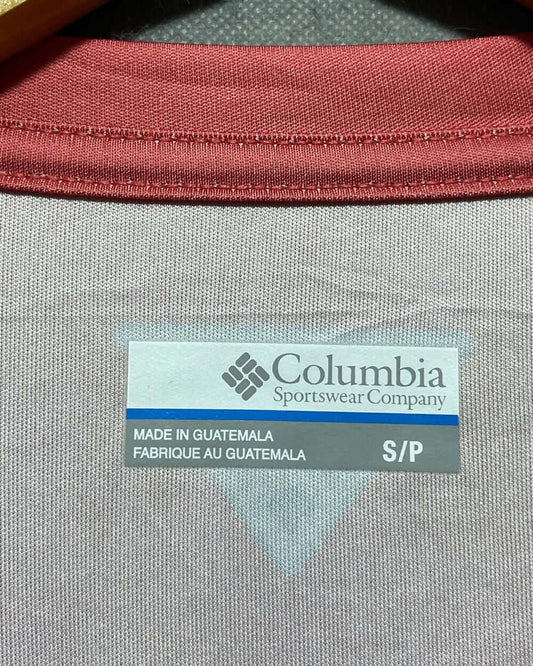 Columbia
Sportswear Company
MADE IN GUATEMALA
FABRIQUE AU GUATEMALA
S/P